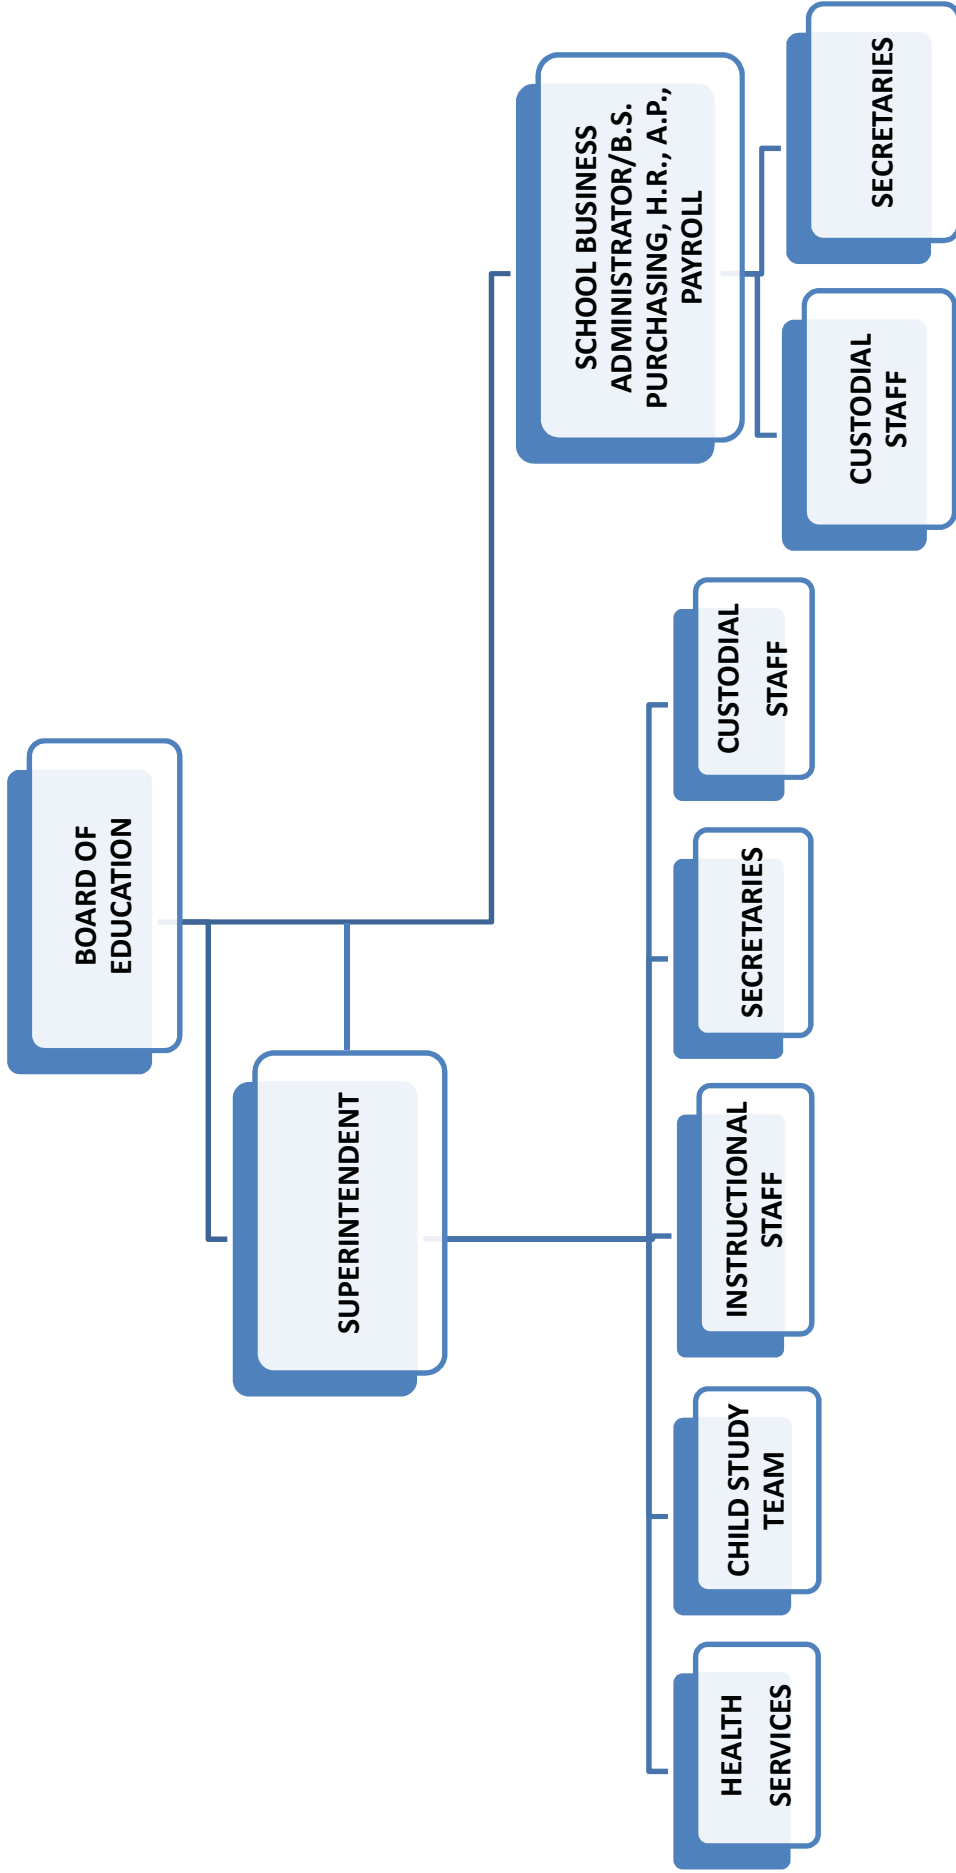 BOARD OF
EDUCATION
SUPERINTENDENT
SCHOOL BUSINESS
ADMINISTRATOR/B.S.
PURCHASING, H.R., A.P.,
PAYROLL
HEALTH
SERVICES
CHILD STUDY
TEAM
INSTRUCTIONAL
STAFF
SECRETARIES
CUSTODIAL
STAFF
CUSTODIAL
STAFF
SECRETARIES